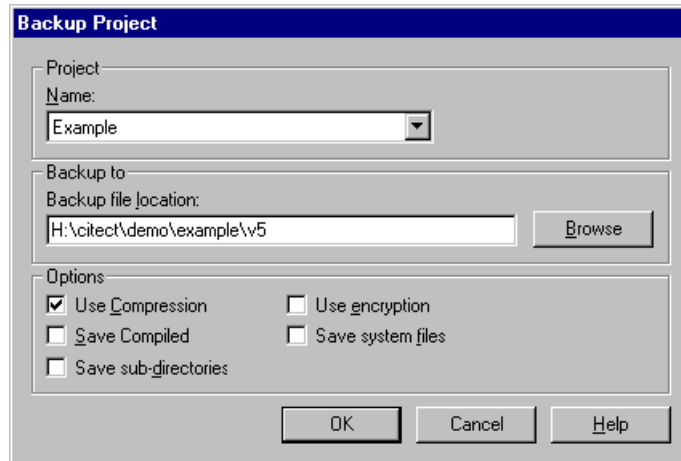 Backup Project
Project
Name:
Example
Backup to
Backup file location:
H:\citect\demo\example\v5
Browse
Options
Use Compression
Use encryption
Save Compiled
Save system files
Save sub-directories
OK
Cancel
Help